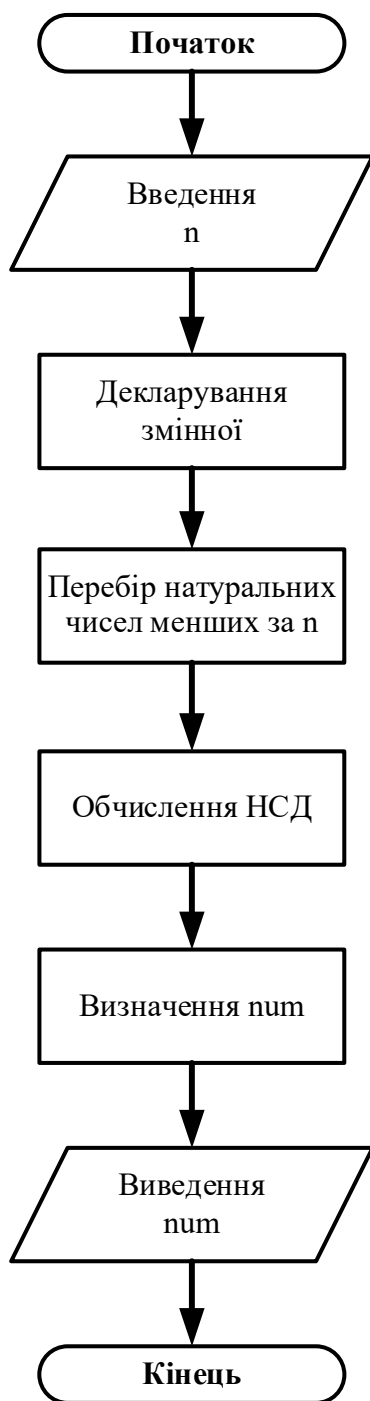 Початок
Введення
n
Декларування
змінної
Перебір натуральних
чисел менших за n
Обчислення НСД
Визначення num
Виведення
num
Кінець